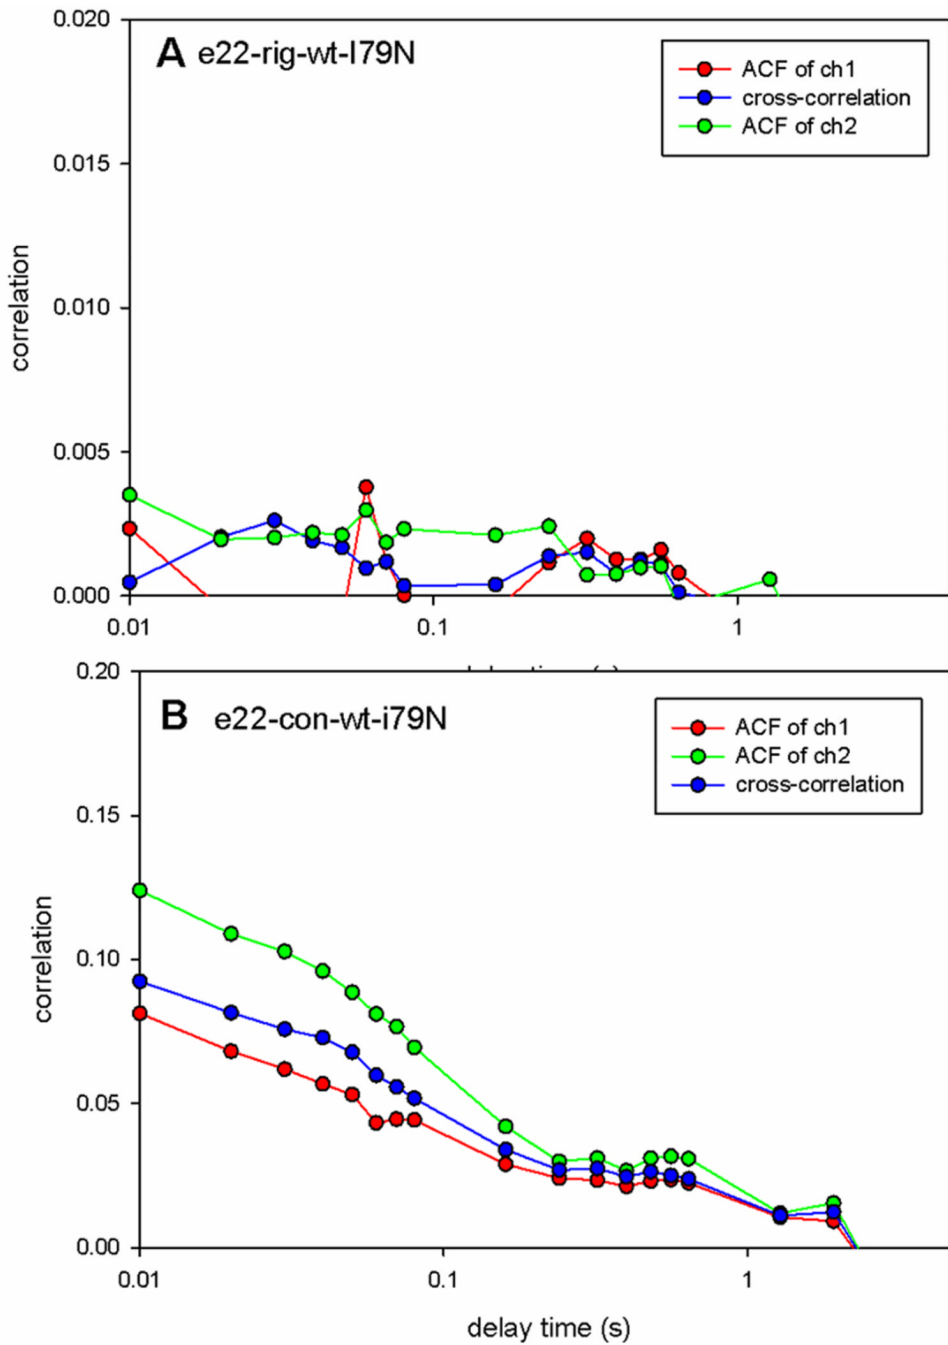 0.020
A e22-rig-wt-I79N
ACF of ch1
cross-correlation
ACF of ch2
0.015
0.010
0.005
0.000
correlation
0.01
0.1
1
0.20
B e22-con-wt-i79N
ACF of ch1
ACF of ch2
cross-correlation
0.15
0.10
0.05
0.00
correlation
0.01
0.1
1
delay time (s)